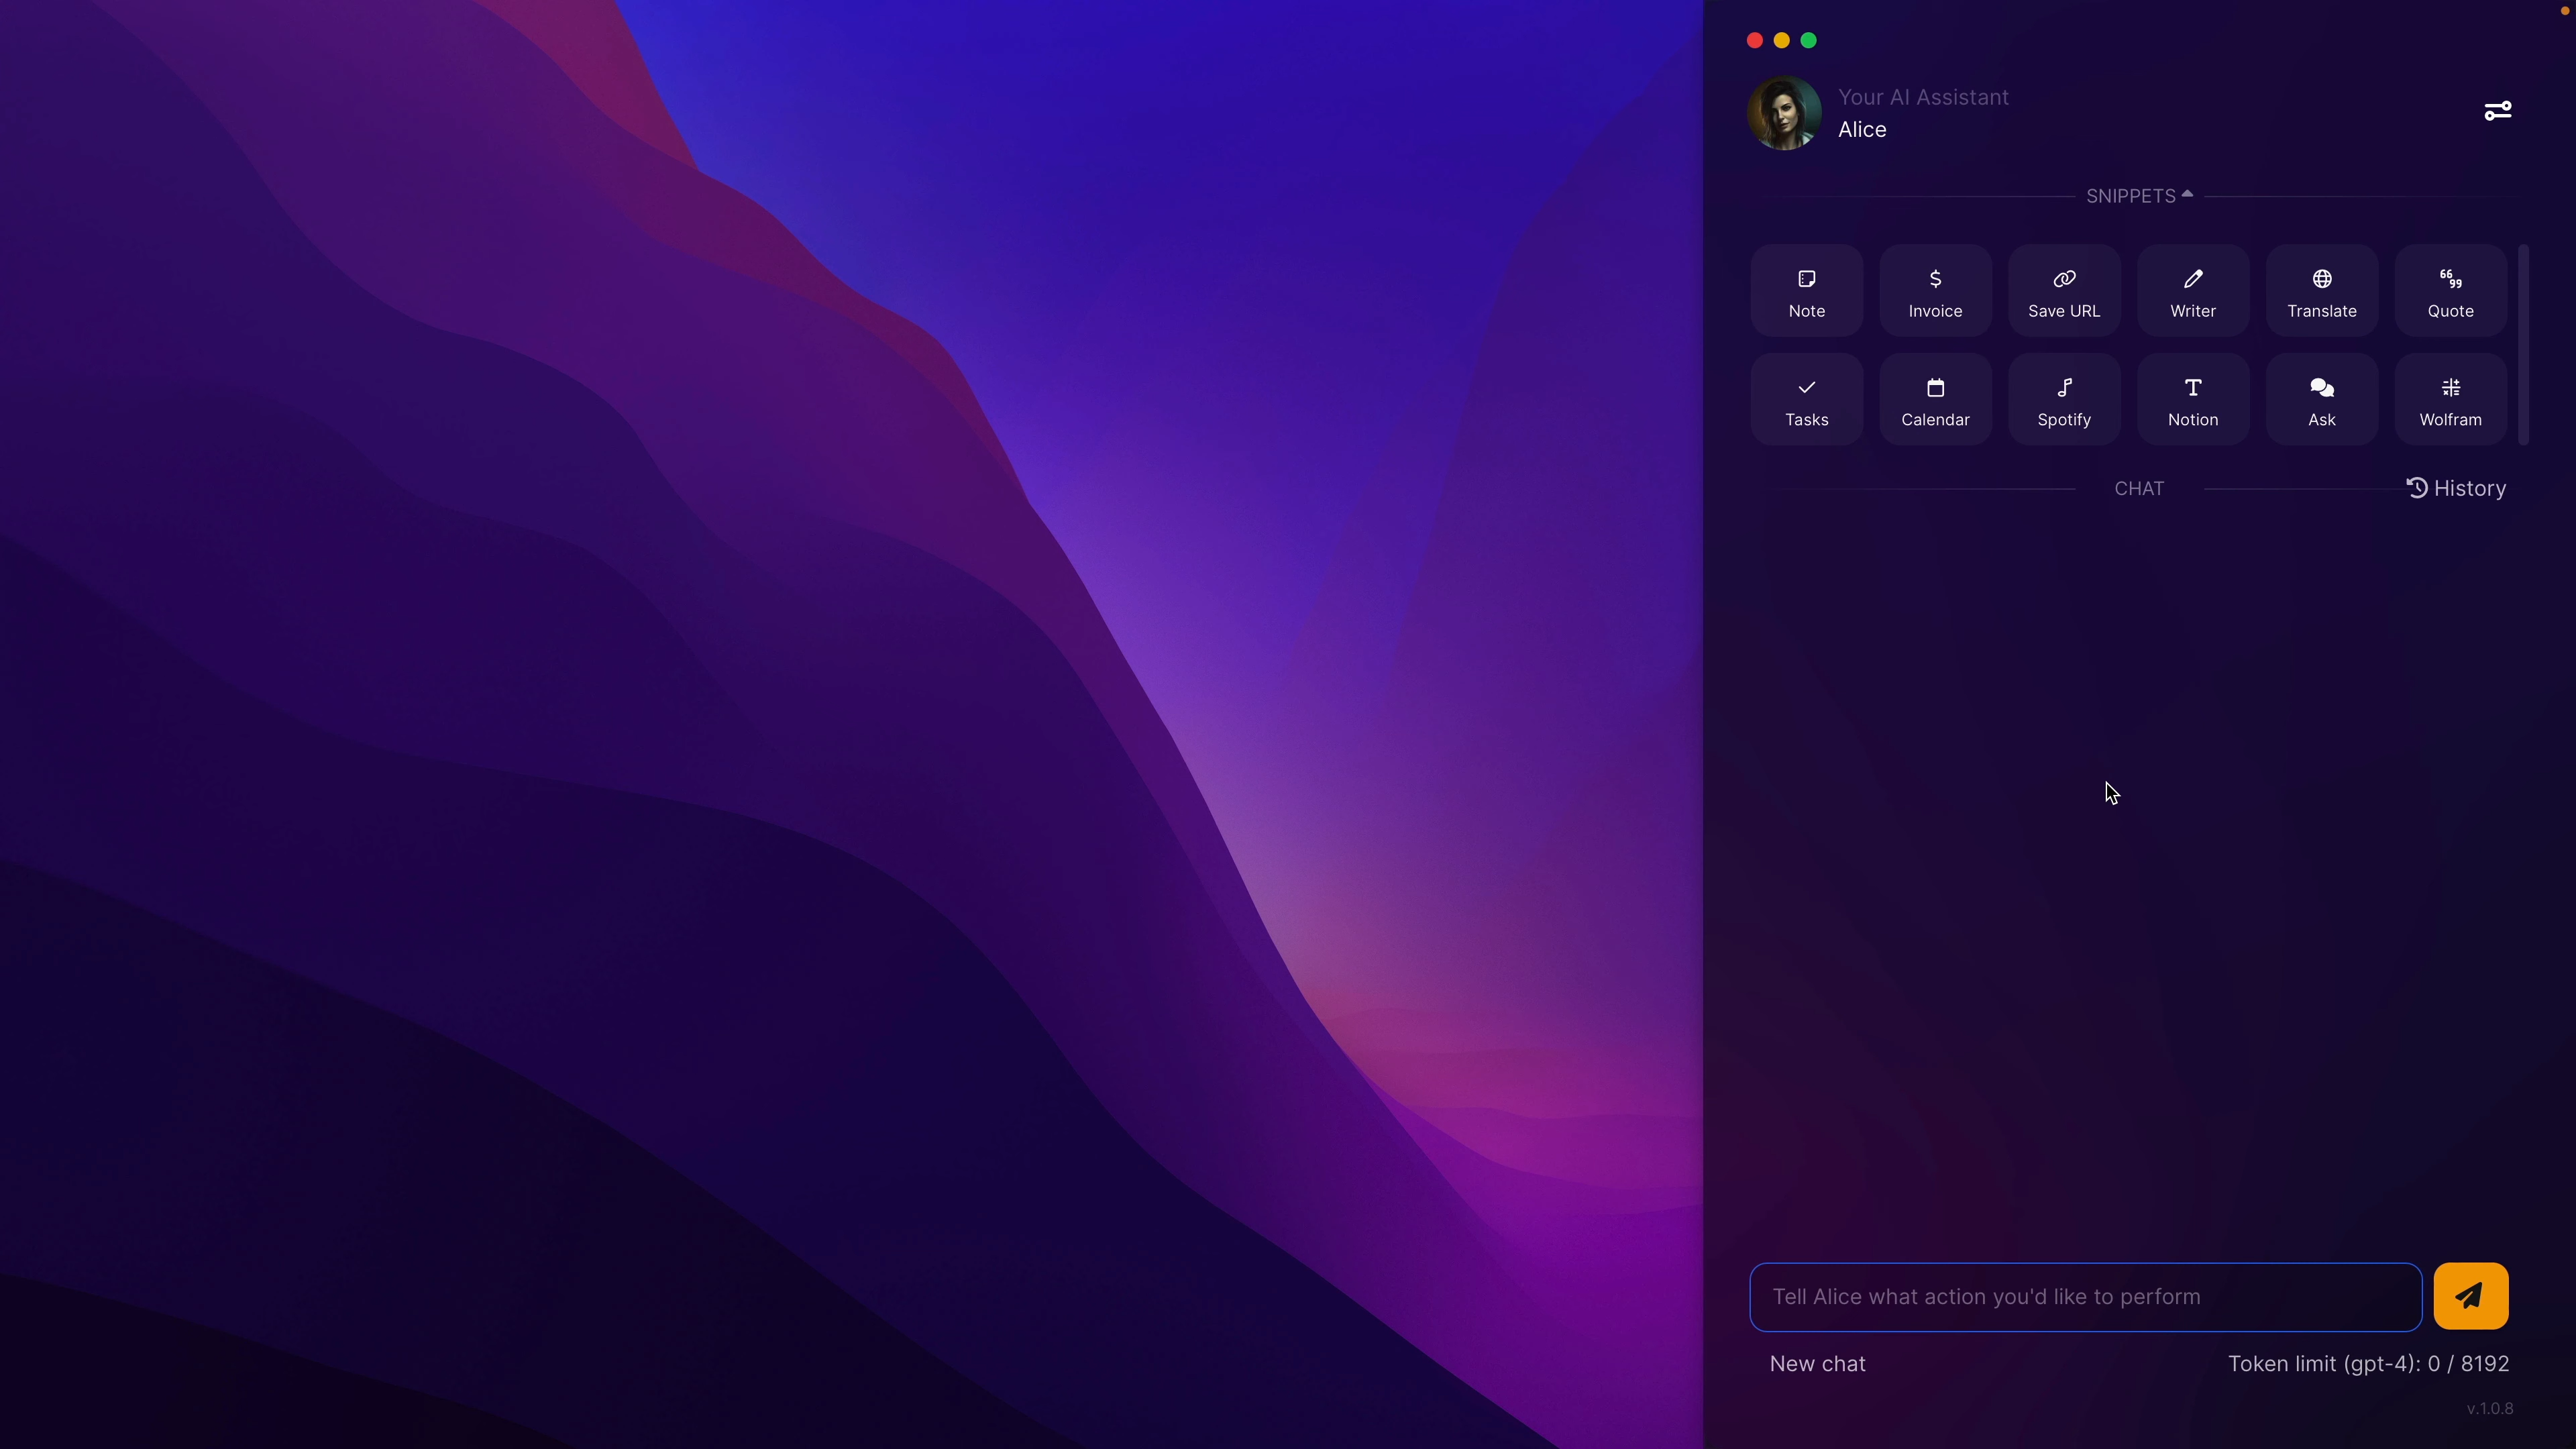 Your AI Assistant
Alice
SNIPPETS
Note
Invoice
Save URL
Writer
Translate
Quote
Tasks
Calendar
Spotify
Notion
Ask
Wolfram
CHAT
History
Tell Alice what action you'd like to perform
New chat
Token limit (gpt-4): 0 / 8192
v.1.0.8